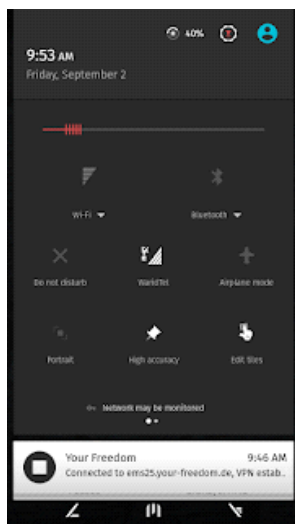 40%
9:53 AM
Friday, September 2
Wi-Fi
Bluetooth
Do not disturb
WaridTel
Airplane mode
Portrait
High accuracy
Edit tiles
Network may be monitored
Your Freedom 9:46 AM
Connected to ems25.your-freedom.de, VPN estab..